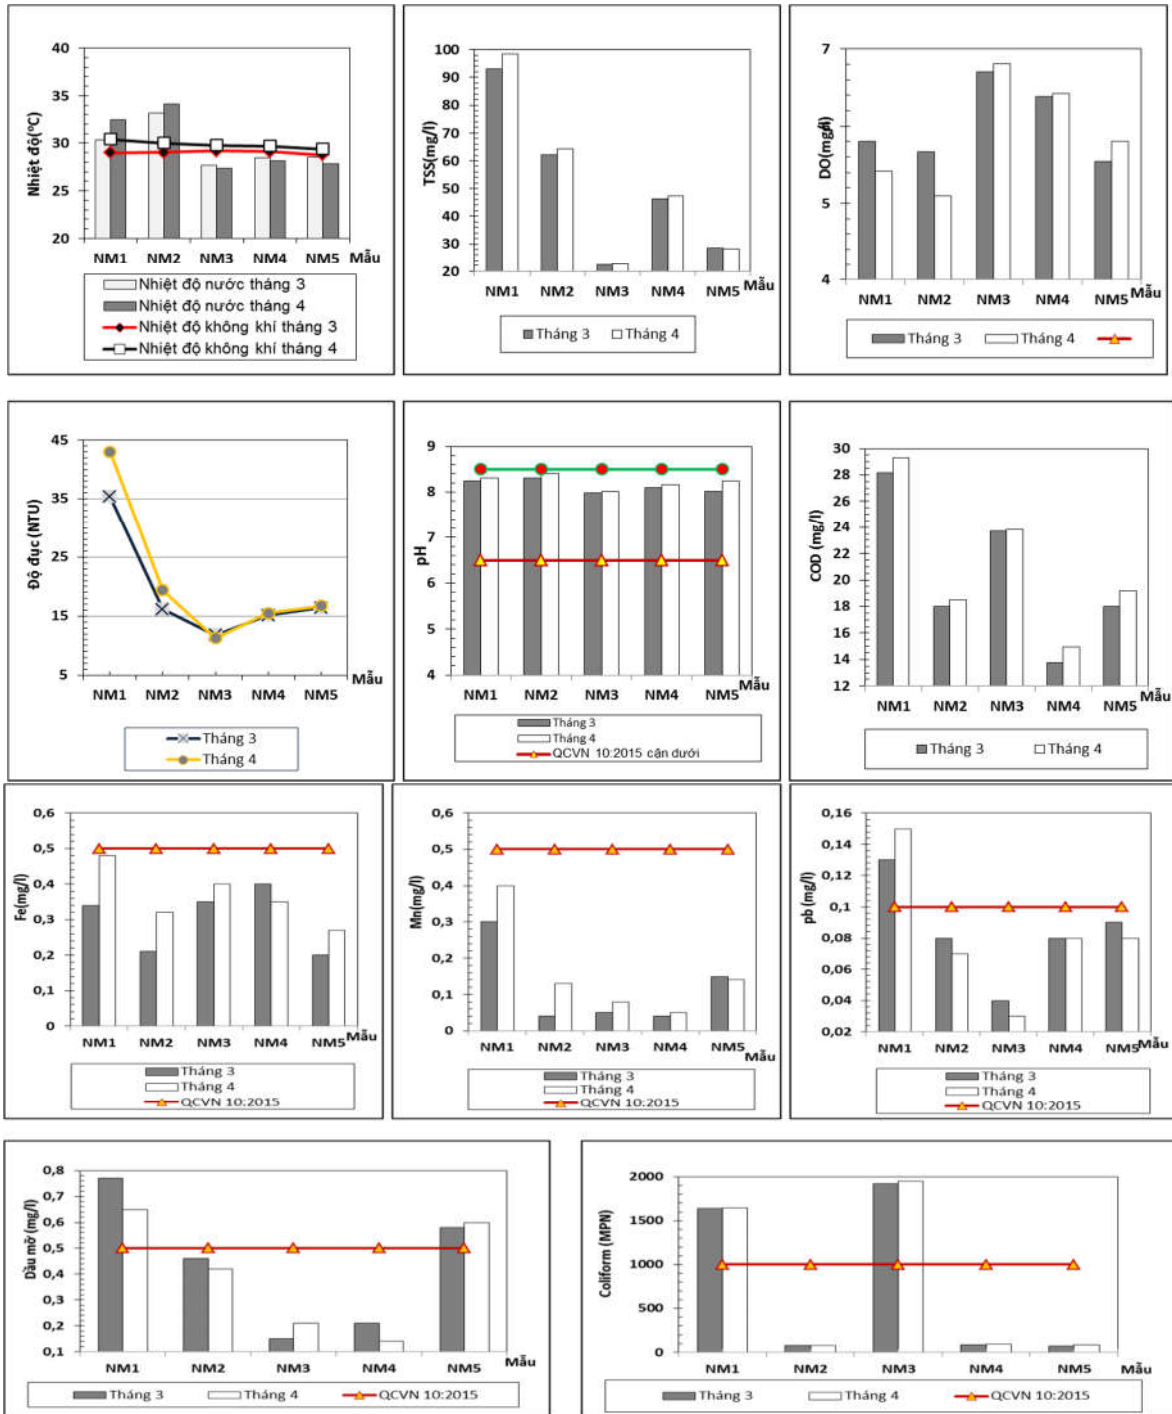 40
35
30
25
20
Nhiệt độ(ºC)
NM1 NM2 NM3 NM4 NM5 Mẫu
Nhiệt độ nước tháng 3
Nhiệt độ nước tháng 4
Nhiệt độ không khí tháng 3
Nhiệt độ không khí tháng 4
100
90
80
70
60
50
40
30
20
TSS(mg/l)
NM1 NM2 NM3 NM4 NM5 Mẫu
Tháng 3 Tháng 4
7
5
4
NM1 NM2 NM3 NM4 NM5 Mẫu
Tháng 3 Tháng 4
45
35
25
15
5
Độ đục (NTU)
NM1 NM2 NM3 NM4 NM5 Mẫu
Tháng 3
Tháng 4
9
8
7
6
5
4
pH
NM1 NM2 NM3 NM4 NM5 Mẫu
Tháng 3
Tháng 4
QCVN 10:2015 cận dưới
30
28
26
24
22
20
18
16
14
12
COD (mg/l)
NM1 NM2 NM3 NM4 NM5 Mẫu
Tháng 3 Tháng 4
0,6
0,5
0,4
0,3
0,2
0,1
0
Fe(mg/l)
NM1 NM2 NM3 NM4 NM5 Mẫu
Tháng 3
Tháng 4
QCVN 10:2015
0,6
0,5
0,4
0,3
0,2
0,1
0
Mn(mg/l)
NM1 NM2 NM3 NM4 NM5 Mẫu
Tháng 3
Tháng 4
QCVN 10:2015
0,16
0,14
0,12
0,1
0,08
0,06
0,04
0,02
pb (mg/l)
NM1 NM2 NM3 NM4 NM5 Mẫu
Tháng 3
Tháng 4
QCVN 10:2015
0,8
0,7
0,6
0,5
0,4
0,3
0,2
0,1
Dầu mỡ (mg/l)
NM1 NM2 NM3 NM4 NM5 Mẫu
Tháng 3 Tháng 4 QCVN 10:2015
2000
1500
1000
500
0
Coliform (MPN)
NM1 NM2 NM3 NM4 NM5 Mẫu
Tháng 3 Tháng 4 QCVN 10:2015